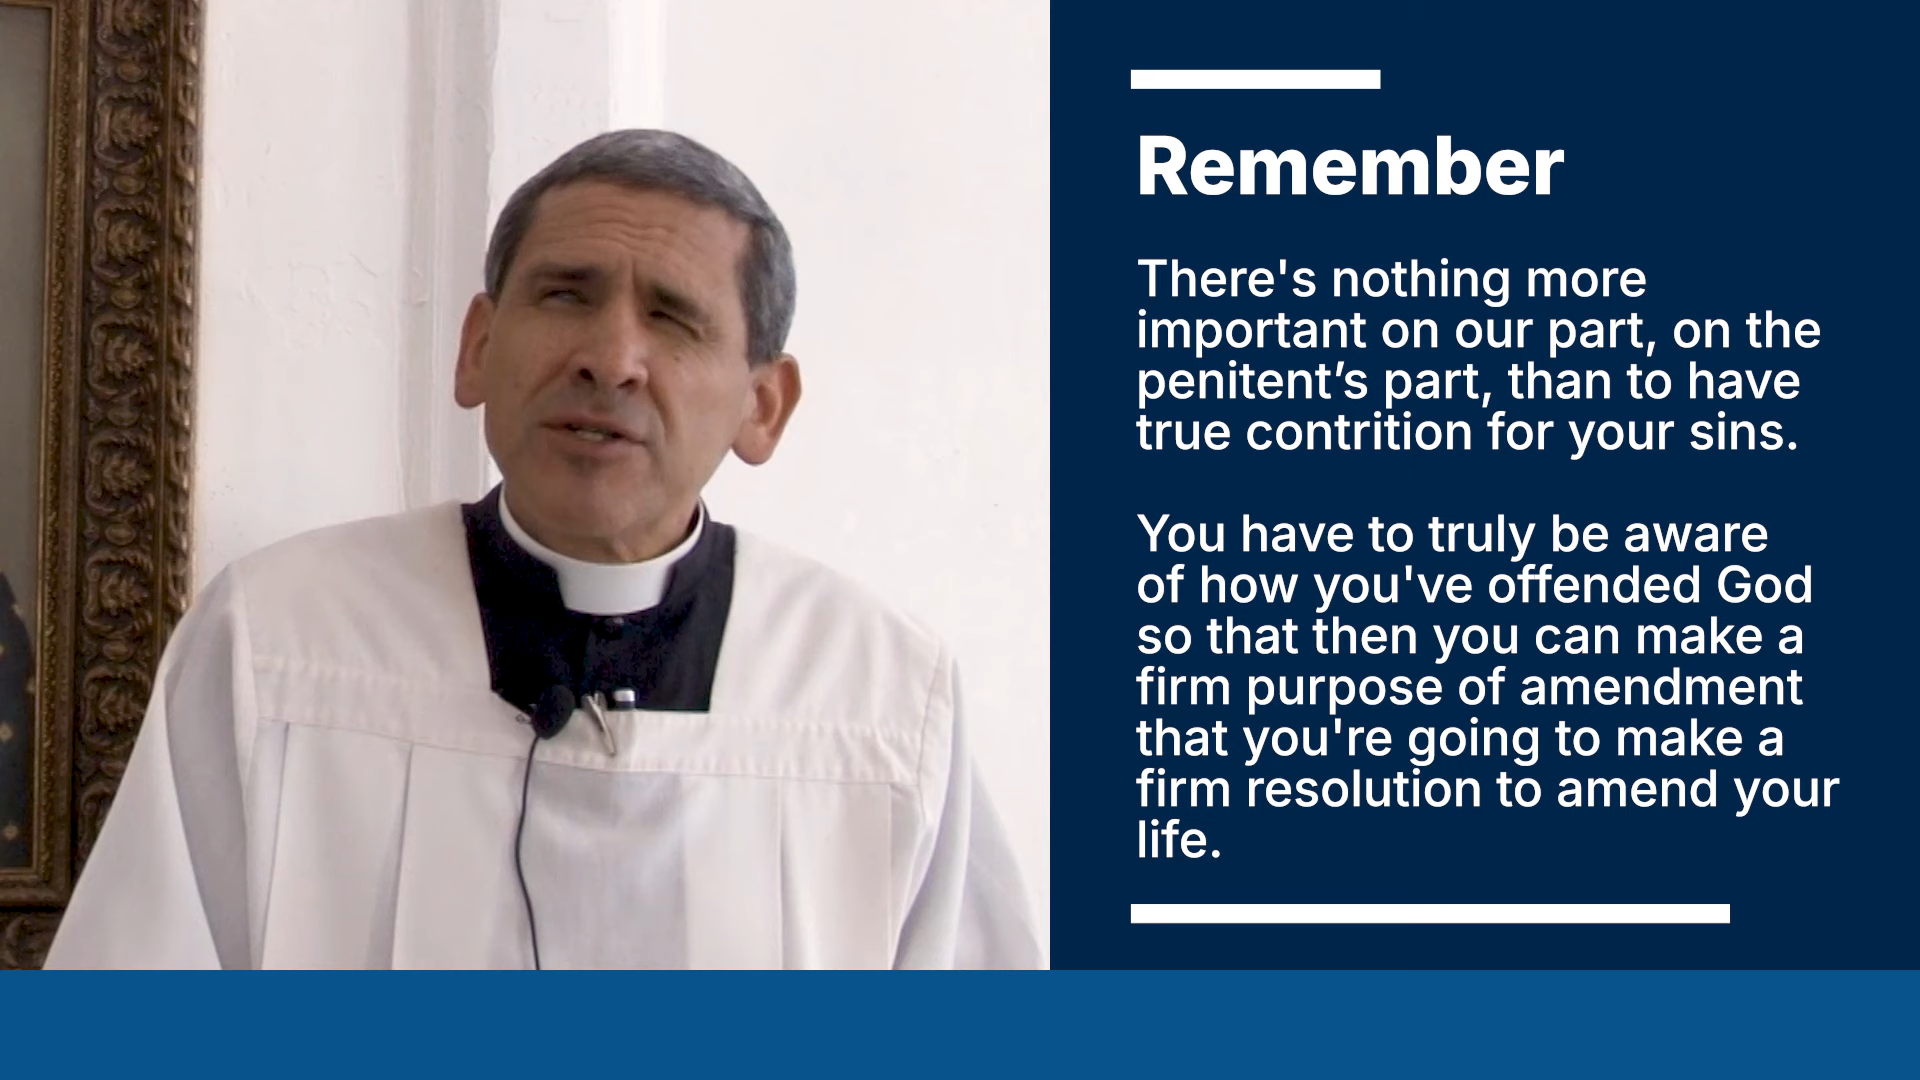 Remember
There's nothing more
important on our part, on the
penitent’s part, than to have
true contrition for your sins.
You have to truly be aware
of how you've offended God
so that then you can make a
firm purpose of amendment
that you're going to make a
firm resolution to amend your
life.